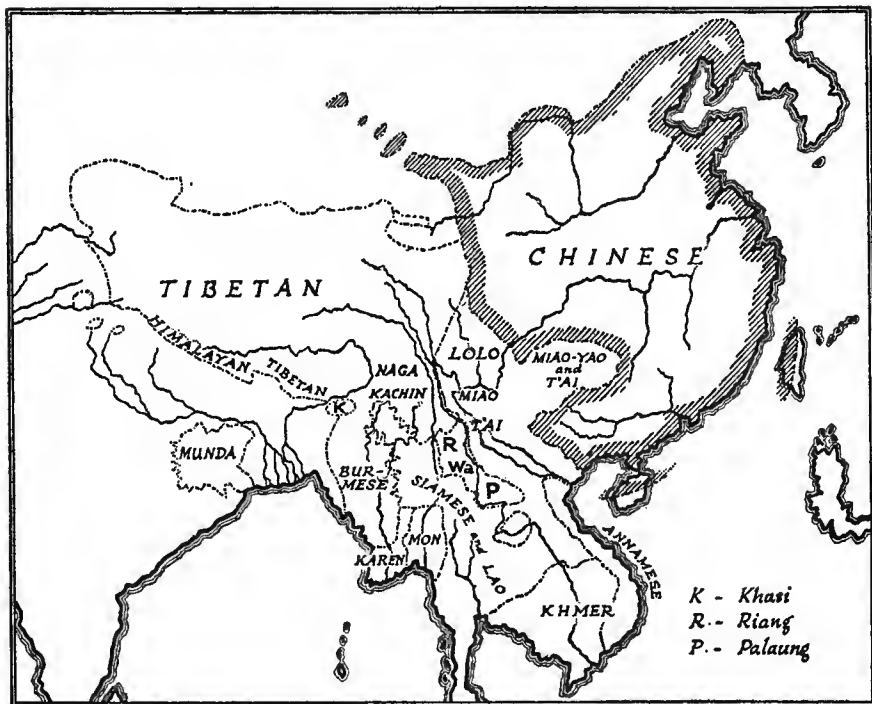 CHINESE
TIBETAN
HIMALAYAN
TIBETAN
LOLO
MIAO-YAO
and
T'AI
NAGA
KACHIN
MIAO
K
T'AI
R
Wa
MUNDA
BUR-
MESE
SIAMESE and LAO
P
MON
KAREN
ANNAMESE
KHMER
K - Khasi
R. - Riang
P. - Palaung